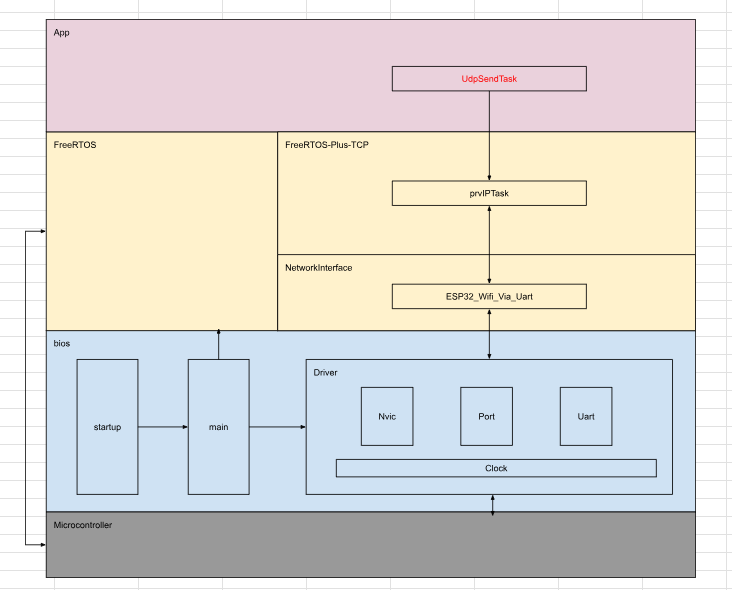 App
UdpSendTask
FreeRTOS
FreeRTOS-Plus-TCP
prvIPTask
NetworkInterface
ESP32_Wifi_Via_Uart
bios
startup
main
Driver
Nvic
Port
Uart
Clock
Microcontroller